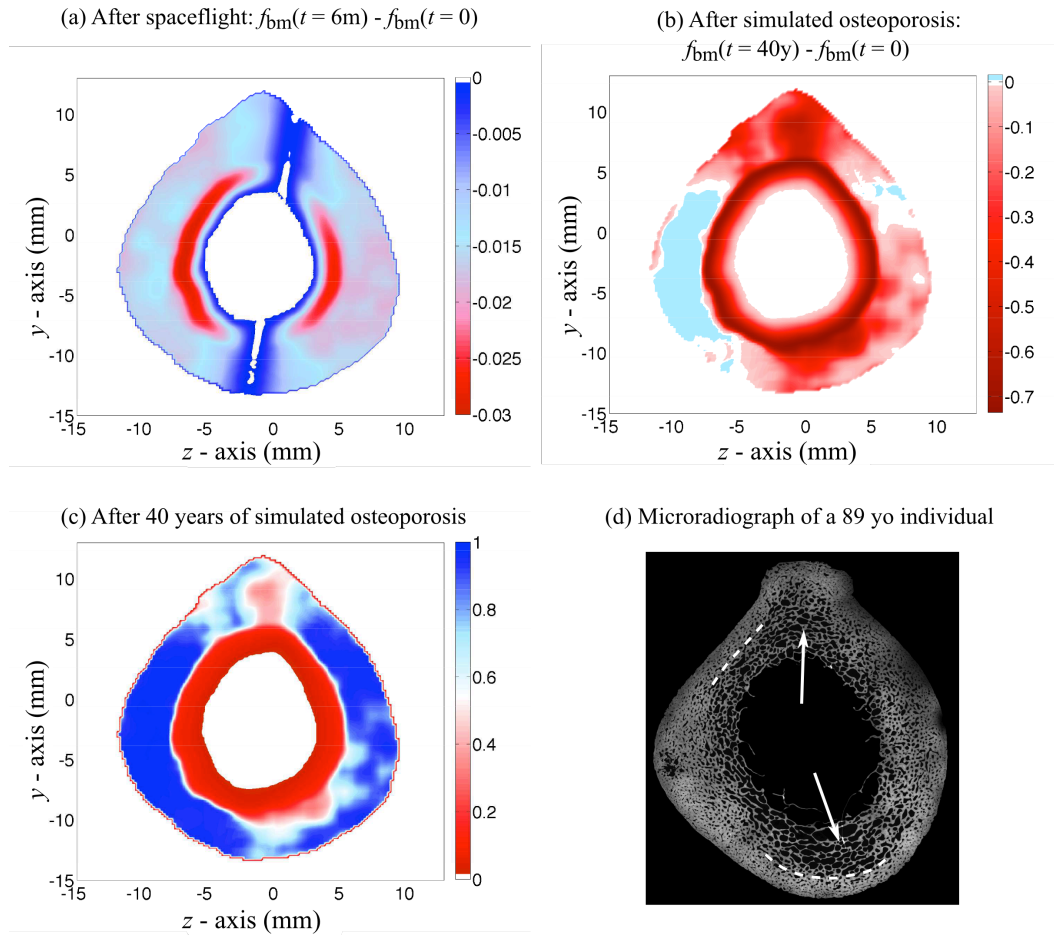 (a) After spaceflight: f_bm(t = 6m) - f_bm(t = 0)
0
-0.005
-0.01
-0.015
-0.02
-0.025
-0.03
10
5
0
-5
-10
-15
y - axis (mm)
-15 -10 -5 0 5 10
z - axis (mm)
(b) After simulated osteoporosis:
f_bm(t = 40y) - f_bm(t = 0)
0
-0.1
-0.2
-0.3
-0.4
-0.5
-0.6
-0.7
10
5
0
-5
-10
-15
y - axis (mm)
-15 -10 -5 0 5 10
z - axis (mm)
(c) After 40 years of simulated osteoporosis
1
0.8
0.6
0.4
0.2
0
10
5
0
-5
-10
-15
y - axis (mm)
-15 -10 -5 0 5 10
z - axis (mm)
(d) Microradiograph of a 89 yo individual